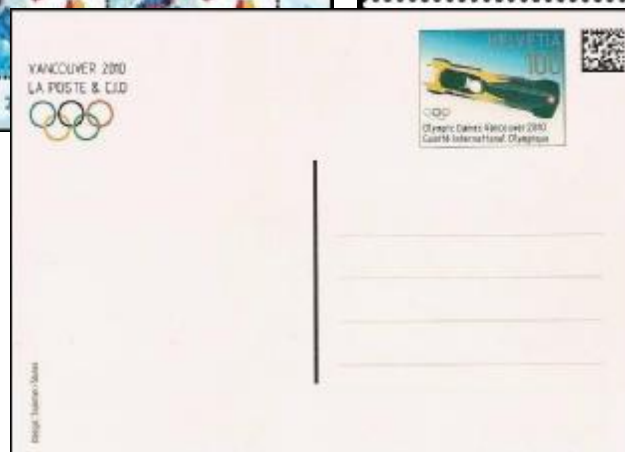 VANCOUVER 2010
LA POSTE & C.I.O
HELVETIA
100
Olympic Games Vancouver 2010
Comité International Olympique